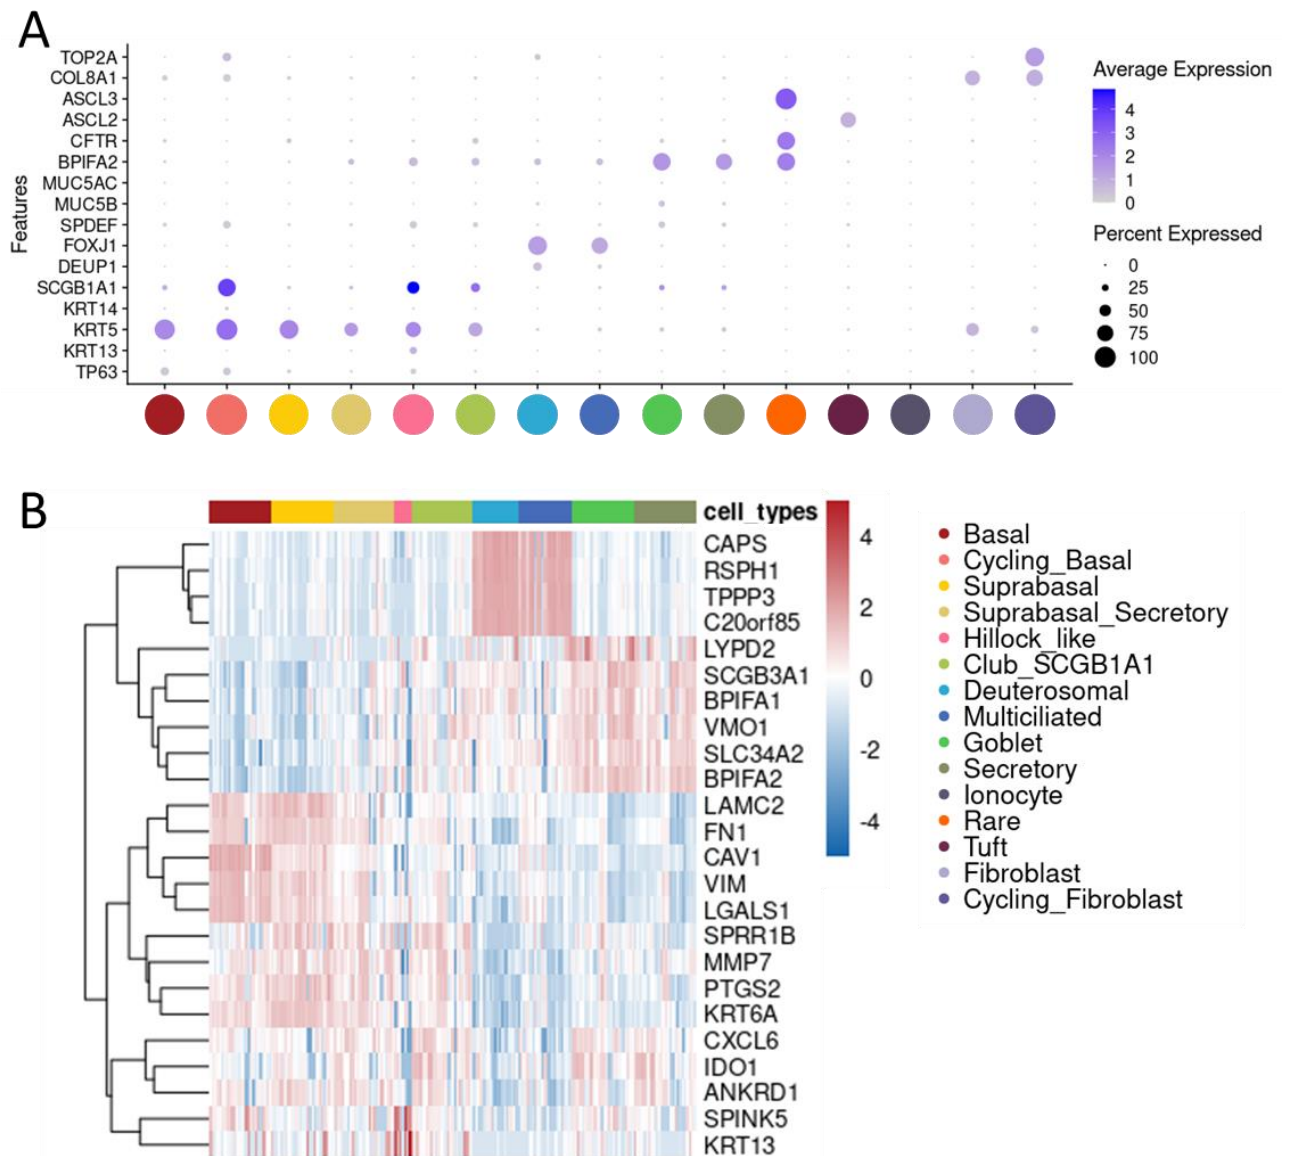 A
Features
TOP2A
COL8A1
ASCL3
ASCL2
CFTR
BPIFA2
MUC5AC
MUC5B
SPDEF
FOXJ1
DEUP1
SCGB1A1
KRT14
KRT5
KRT13
TP63
Average Expression
4
3
2
1
0
Percent Expressed
0
25
50
75
100
B
cell_types
CAPS
RSPH1
TPPP3
C20orf85
LYPD2
SCGB3A1
BPIFA1
VMO1
SLC34A2
BPIFA2
LAMC2
FN1
CAV1
VIM
LGALS1
SPRR1B
MMP7
PTGS2
KRT6A
CXCL6
IDO1
ANKRD1
SPINK5
KRT13
4
2
0
-2
-4
Basal
Cycling_Basal
Suprabasal
Suprabasal_Secretory
Hillock_like
Club_SCGB1A1
Deuterosomal
Multiciliated
Goblet
Secretory
Ionocyte
Rare
Tuft
Fibroblast
Cycling_Fibroblast